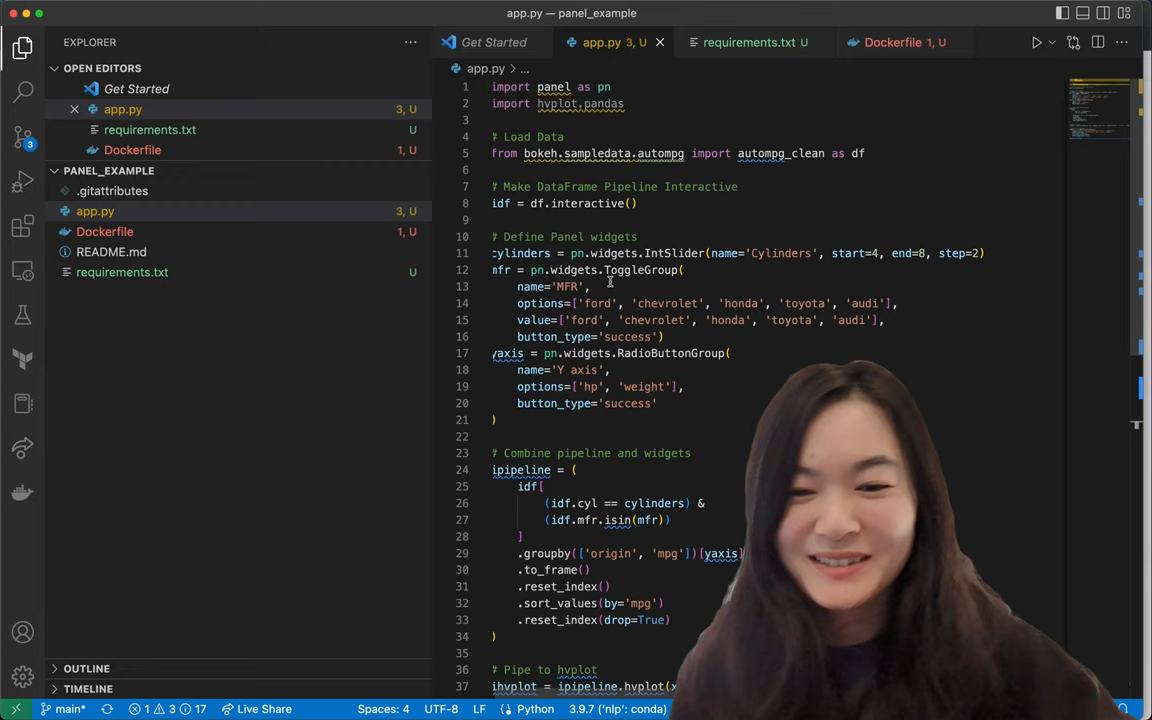 app.py — panel_example
EXPLORER
OPEN EDITORS
Get Started
app.py 3, U
requirements.txt U
Dockerfile 1, U
PANEL_EXAMPLE
.gitattributes
app.py 3, U
Dockerfile 1, U
README.md
requirements.txt U
OUTLINE
TIMELINE
3
Get Started
app.py 3, U
requirements.txt U
Dockerfile 1, U
app.py > ...
1 import panel as pn
2 import hvplot.pandas
3
4 # Load Data
5 from bokeh.sampledata.autompg import autompg_clean as df
6
7 # Make DataFrame Pipeline Interactive
8 idf = df.interactive()
9
10 # Define Panel widgets
11 cylinders = pn.widgets.IntSlider(name='Cylinders', start=4, end=8, step=2)
12 mfr = pn.widgets.ToggleGroup(
13 name='MFR',
14 options=['ford', 'chevrolet', 'honda', 'toyota', 'audi'],
15 value=['ford', 'chevrolet', 'honda', 'toyota', 'audi'],
16 button_type='success')
17 yaxis = pn.widgets.RadioButtonGroup(
18 name='Y axis',
19 options=['hp', 'weight'],
20 button_type='success'
21 )
22
23 # Combine pipeline and widgets
24 ipipeline = (
25 idf[
26 (idf.cyl == cylinders) &
27 (idf.mfr.isin(mfr))
28 ]
29 .groupby(['origin', 'mpg'])[yaxis]
30 .to_frame()
31 .reset_index()
32 .sort_values(by='mpg')
33 .reset_index(drop=True)
34 )
35
36 # Pipe to hvplot
37 ihvplot = ipipeline.hvplot(x
main* 1 3 17 Live Share Spaces: 4 UTF-8 LF Python 3.9.7 ('nlp': conda)